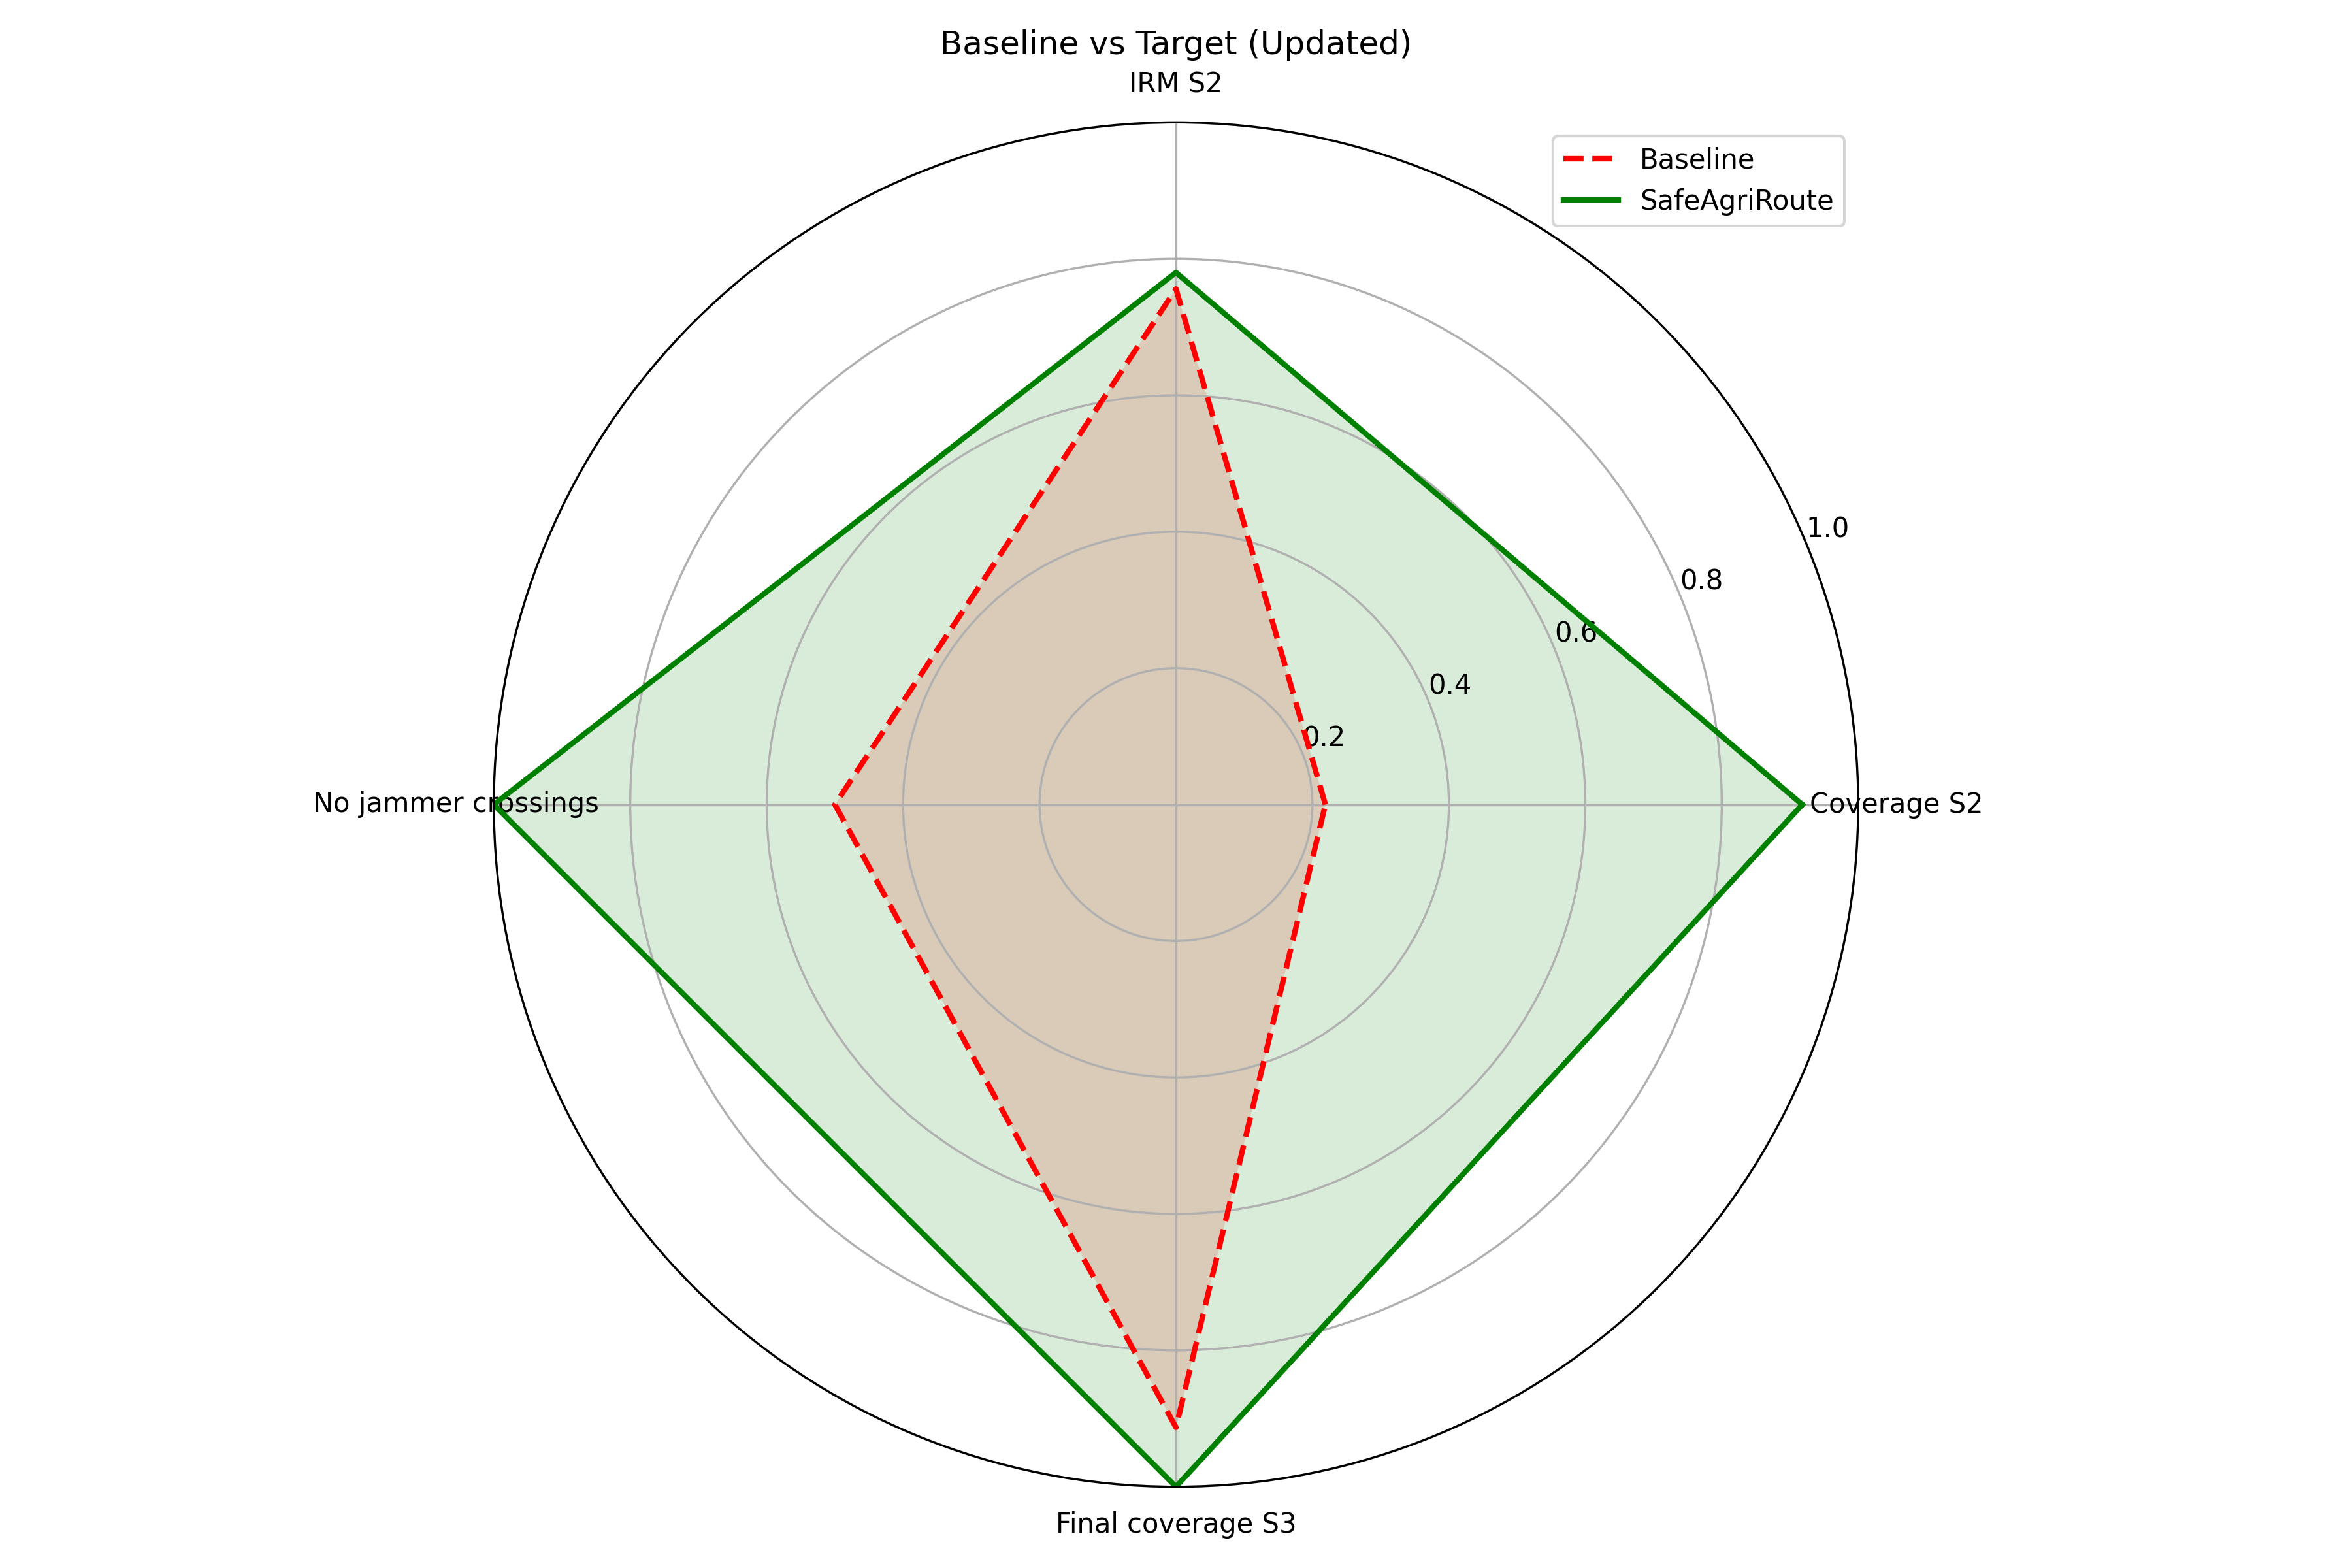 Baseline vs Target (Updated)
IRM S2
Baseline
SafeAgriRoute
1.0
0.8
0.6
0.4
0.2
No jammer crossings
Coverage S2
Final coverage S3